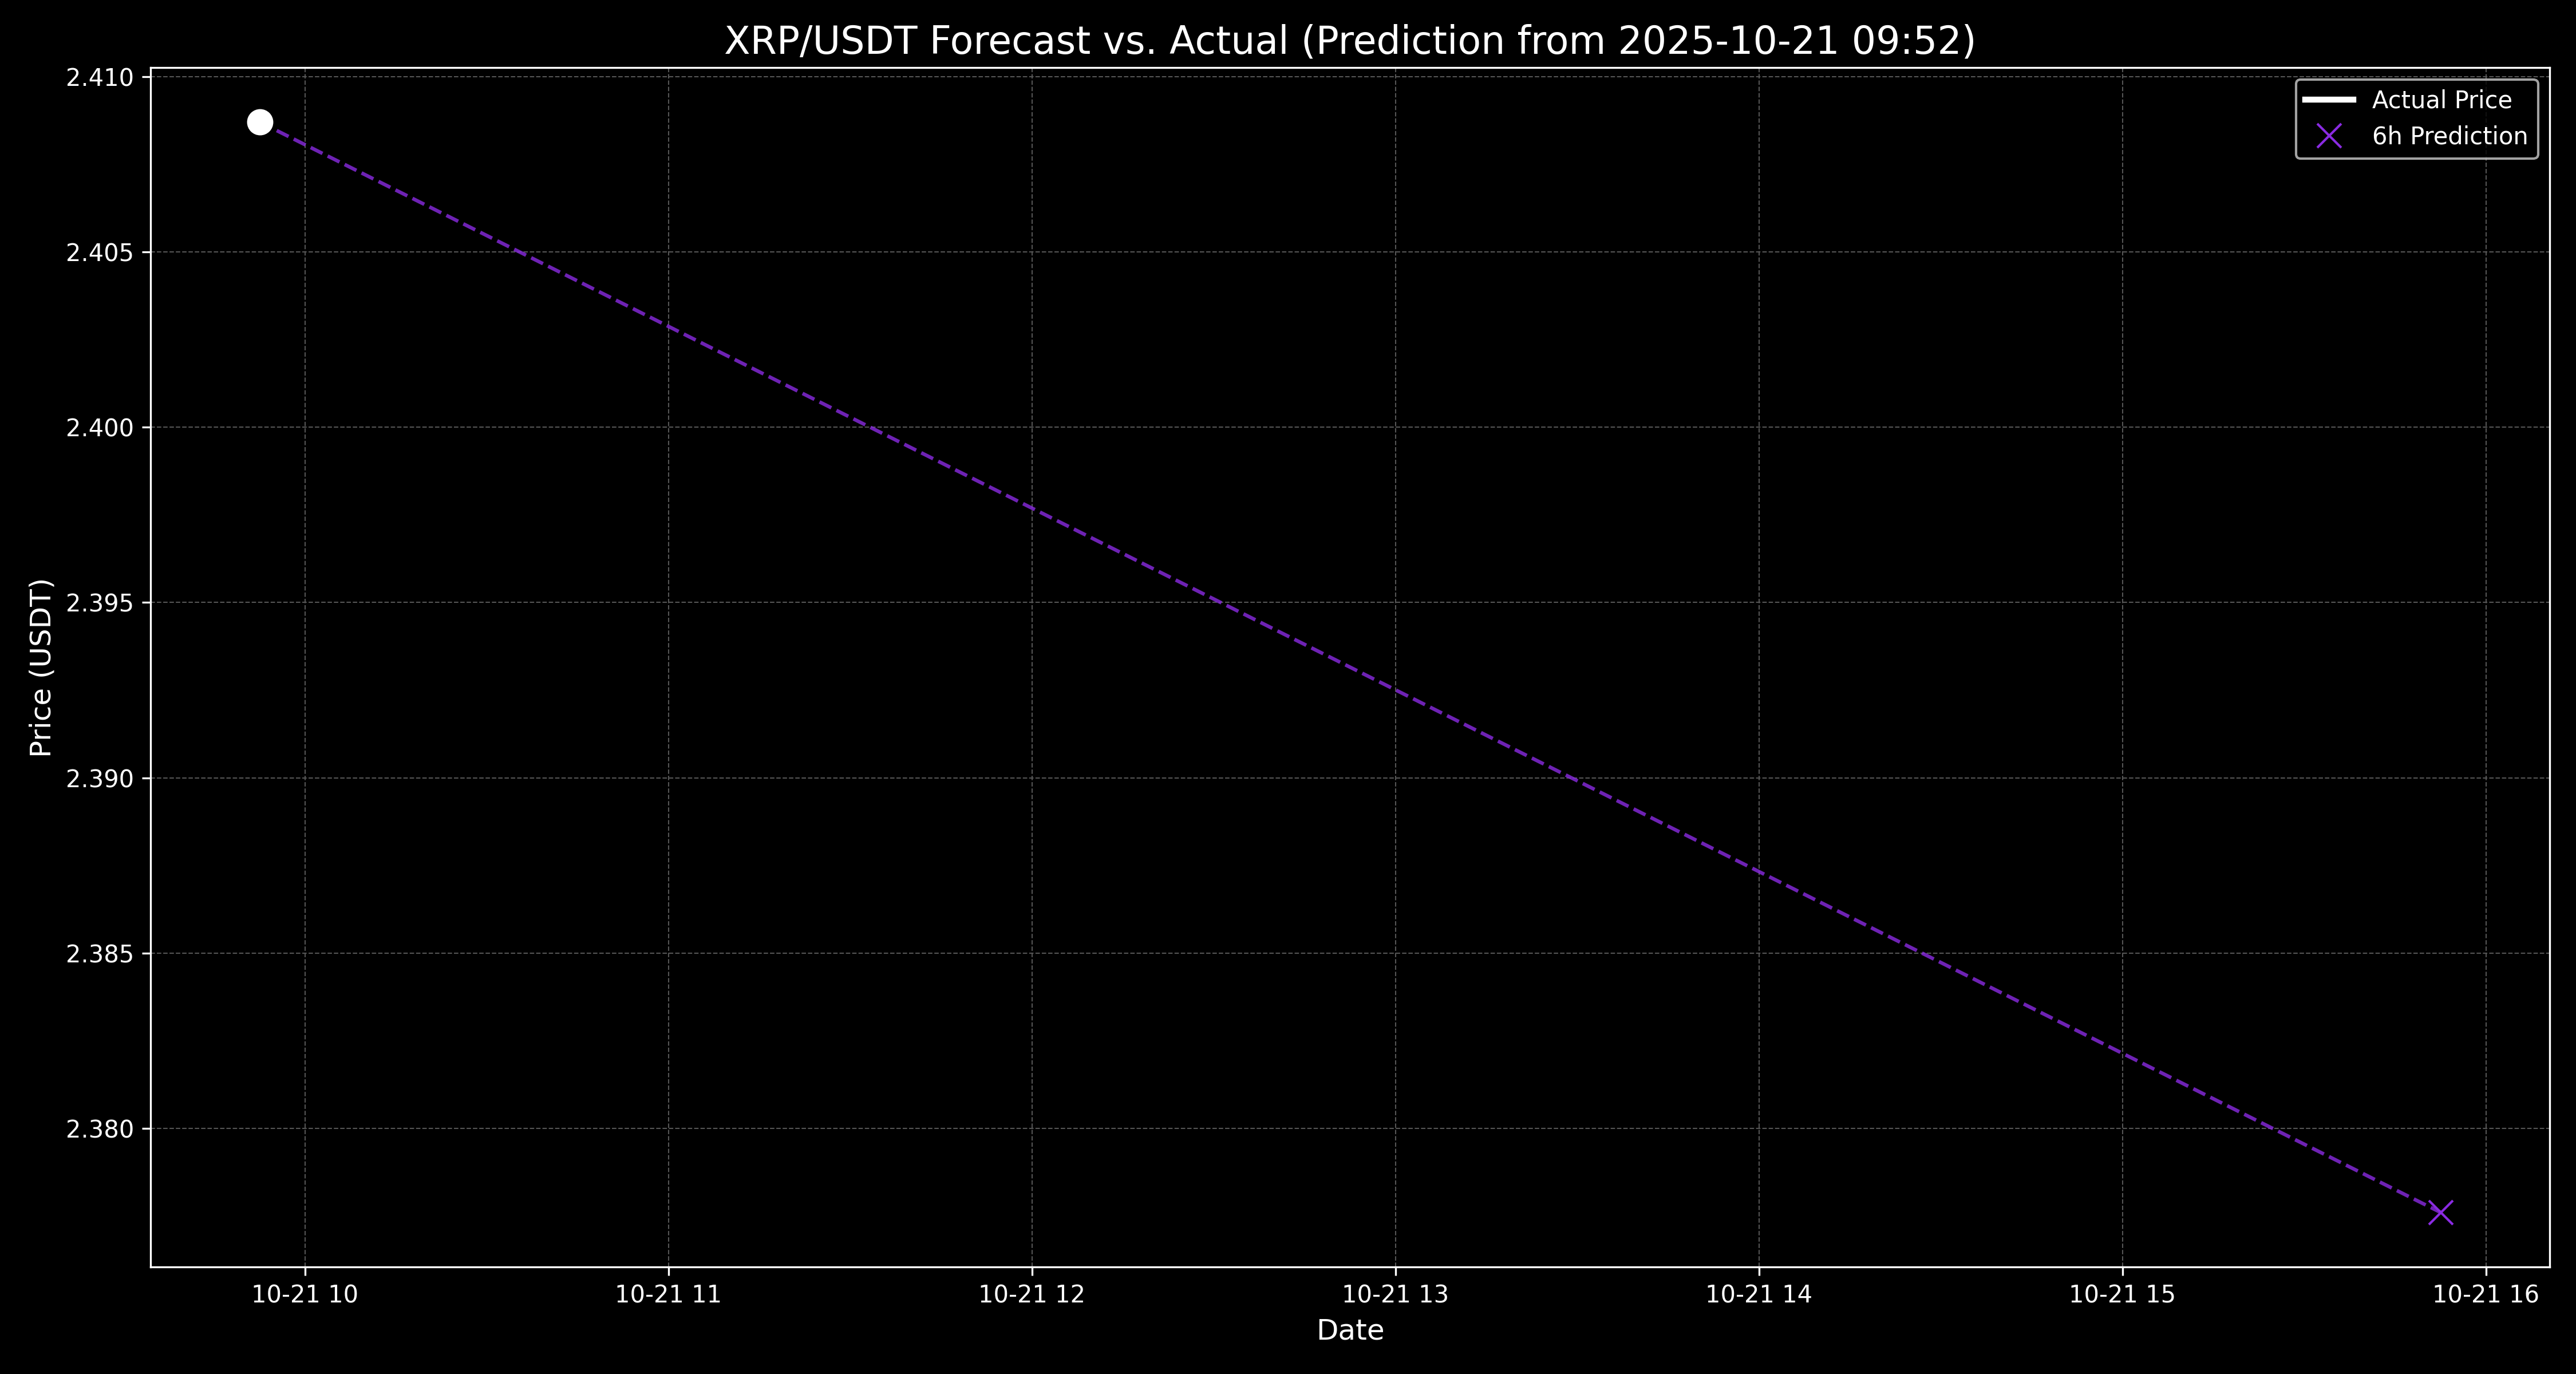 XRP/USDT Forecast vs. Actual (Prediction from 2025-10-21 09:52)
Actual Price
6h Prediction
Price (USDT)
2.410
2.405
2.400
2.395
2.390
2.385
2.380
10-21 10
10-21 11
10-21 12
10-21 13
10-21 14
10-21 15
10-21 16
Date